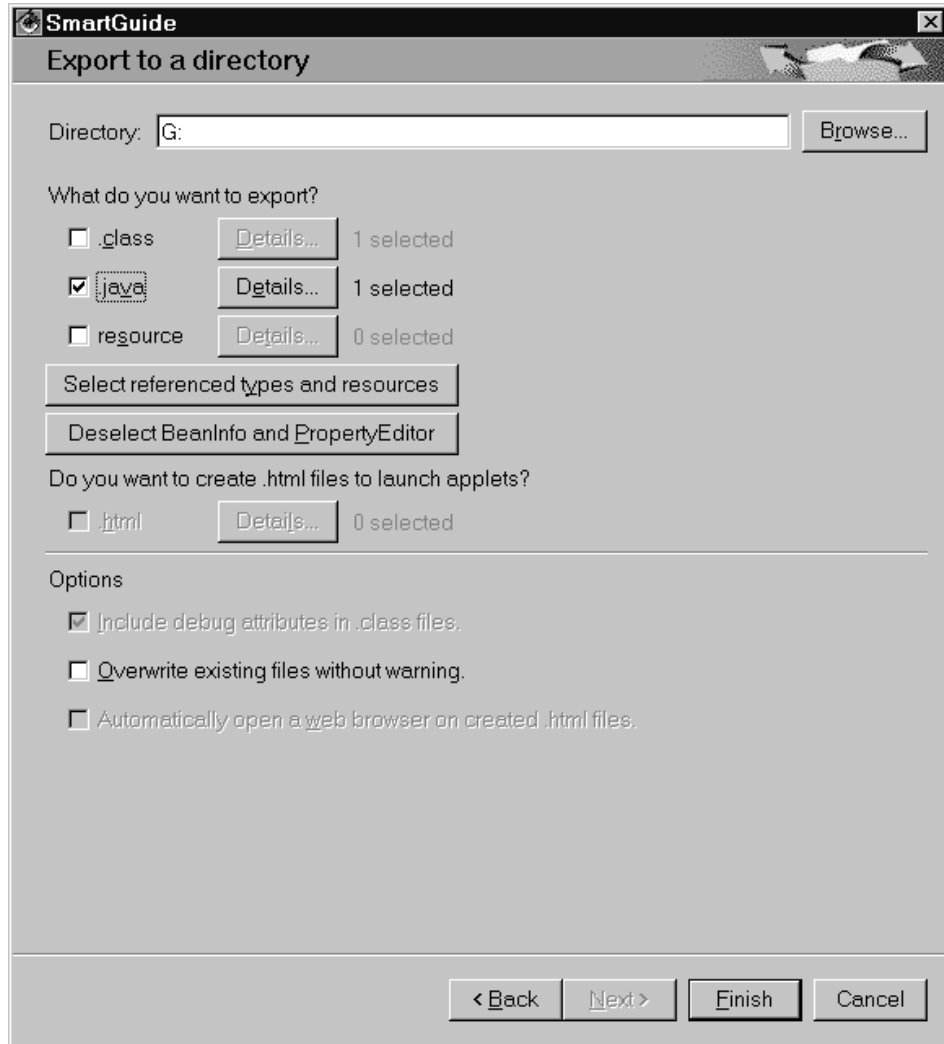 SmartGuide
Export to a directory
Directory: G: Browse...
What do you want to export?
.class Details... 1 selected
.java Details... 1 selected
resource Details... 0 selected
Select referenced types and resources
Deselect BeanInfo and PropertyEditor
Do you want to create .html files to launch applets?
.html Details... 0 selected
Options
Include debug attributes in .class files.
Overwrite existing files without warning.
Automatically open a web browser on created .html files.
< Back Next > Finish Cancel